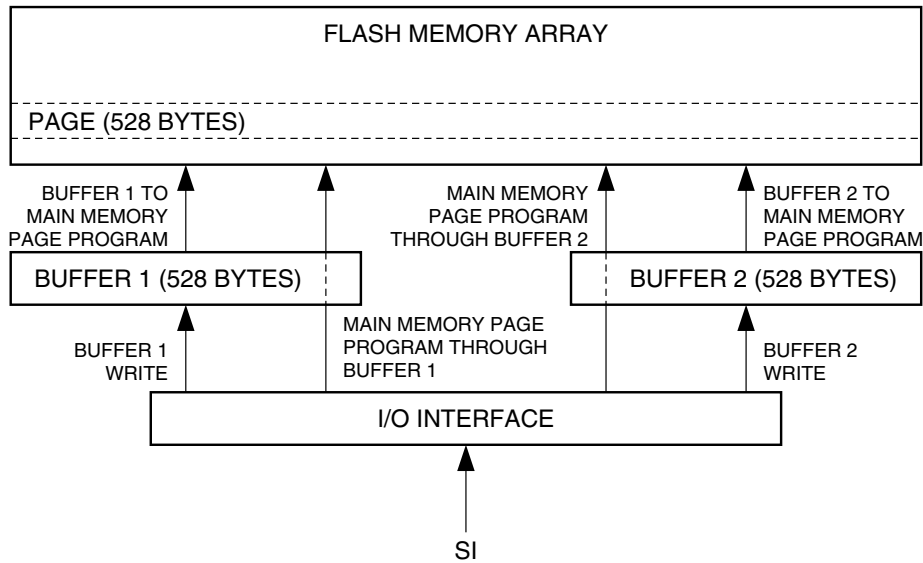 FLASH MEMORY ARRAY
PAGE (528 BYTES)
BUFFER 1 TO
MAIN MEMORY
PAGE PROGRAM
MAIN MEMORY
PAGE PROGRAM
THROUGH BUFFER 2
BUFFER 2 TO
MAIN MEMORY
PAGE PROGRAM
BUFFER 1 (528 BYTES)
BUFFER 2 (528 BYTES)
BUFFER 1
WRITE
MAIN MEMORY PAGE
PROGRAM THROUGH
BUFFER 1
BUFFER 2
WRITE
I/O INTERFACE
SI